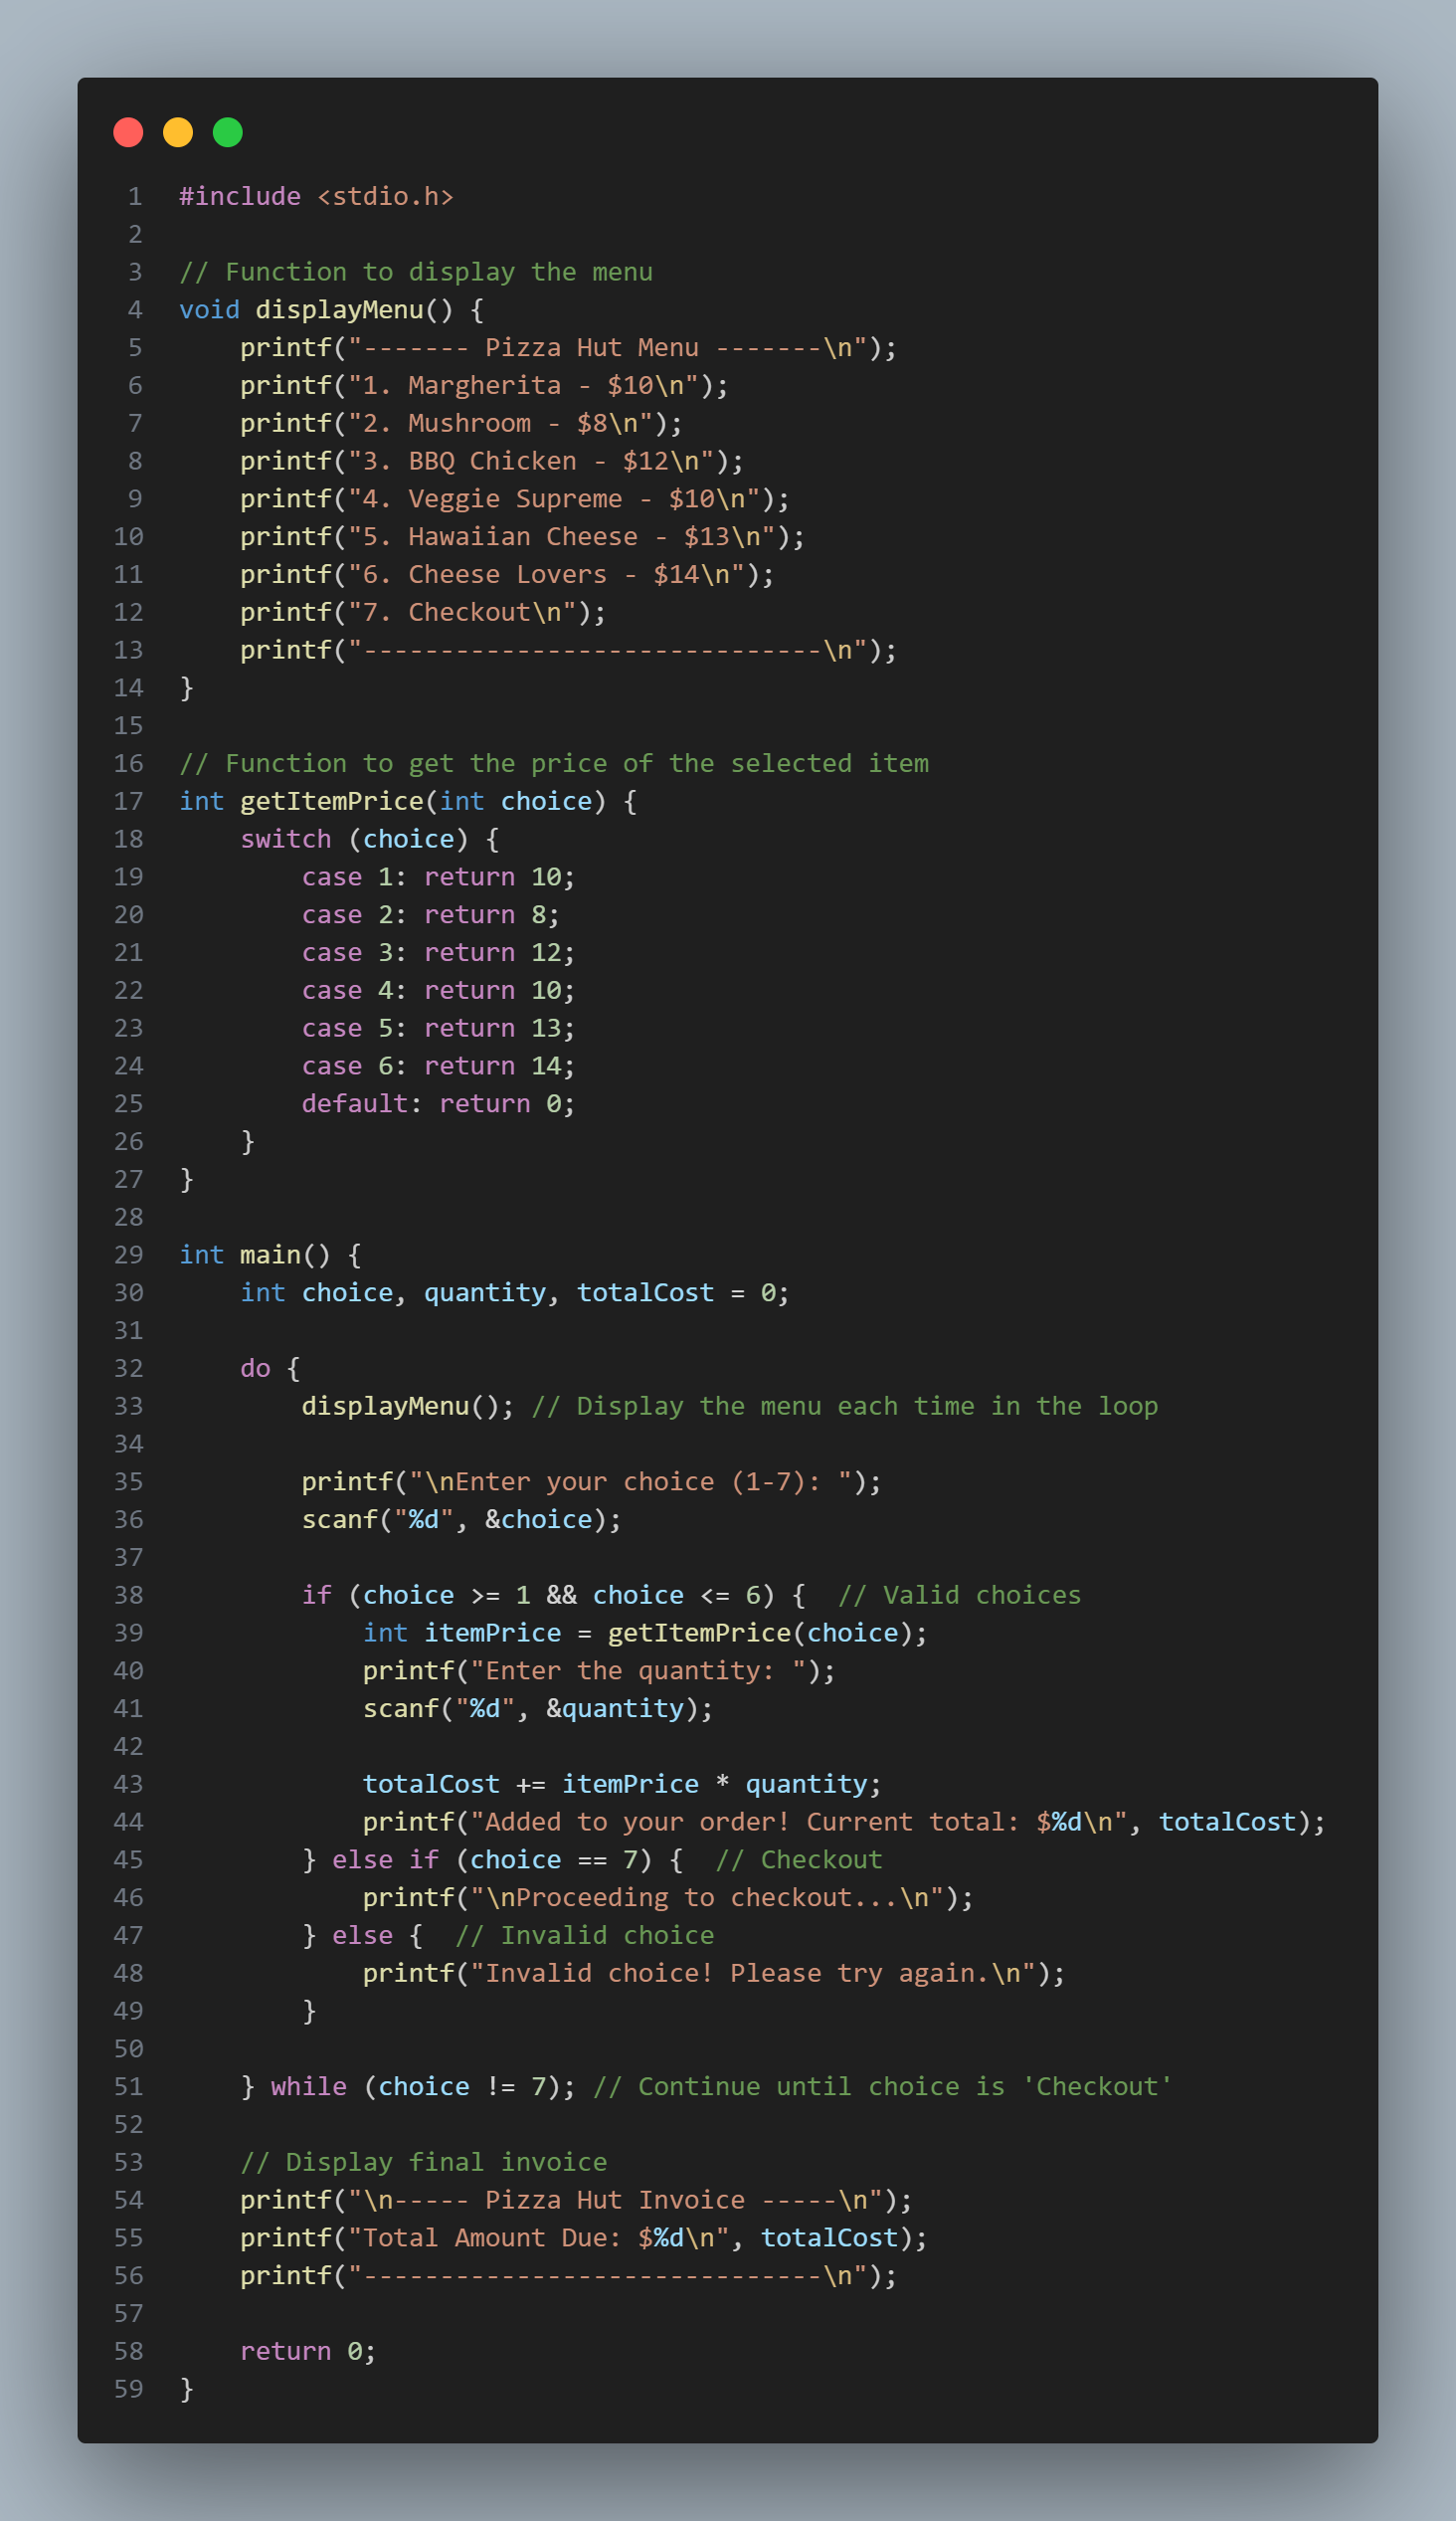 1 #include <stdio.h>
2
3 // Function to display the menu
4 void displayMenu() {
5     printf("------- Pizza Hut Menu -------\n");
6     printf("1. Margherita - $10\n");
7     printf("2. Mushroom - $8\n");
8     printf("3. BBQ Chicken - $12\n");
9     printf("4. Veggie Supreme - $10\n");
10     printf("5. Hawaiian Cheese - $13\n");
11     printf("6. Cheese Lovers - $14\n");
12     printf("7. Checkout\n");
13     printf("------------------------------\n");
14 }
15
16 // Function to get the price of the selected item
17 int getItemPrice(int choice) {
18     switch (choice) {
19         case 1: return 10;
20         case 2: return 8;
21         case 3: return 12;
22         case 4: return 10;
23         case 5: return 13;
24         case 6: return 14;
25         default: return 0;
26     }
27 }
28
29 int main() {
30     int choice, quantity, totalCost = 0;
31
32     do {
33         displayMenu(); // Display the menu each time in the loop
34
35         printf("\nEnter your choice (1-7): ");
36         scanf("%d", &choice);
37
38         if (choice >= 1 && choice <= 6) {  // Valid choices
39             int itemPrice = getItemPrice(choice);
40             printf("Enter the quantity: ");
41             scanf("%d", &quantity);
42
43             totalCost += itemPrice * quantity;
44             printf("Added to your order! Current total: $%d\n", totalCost);
45         } else if (choice == 7) {  // Checkout
46             printf("\nProceeding to checkout...\n");
47         } else {  // Invalid choice
48             printf("Invalid choice! Please try again.\n");
49         }
50
51     } while (choice != 7); // Continue until choice is 'Checkout'
52
53     // Display final invoice
54     printf("\n----- Pizza Hut Invoice -----\n");
55     printf("Total Amount Due: $%d\n", totalCost);
56     printf("------------------------------\n");
57
58     return 0;
59 }